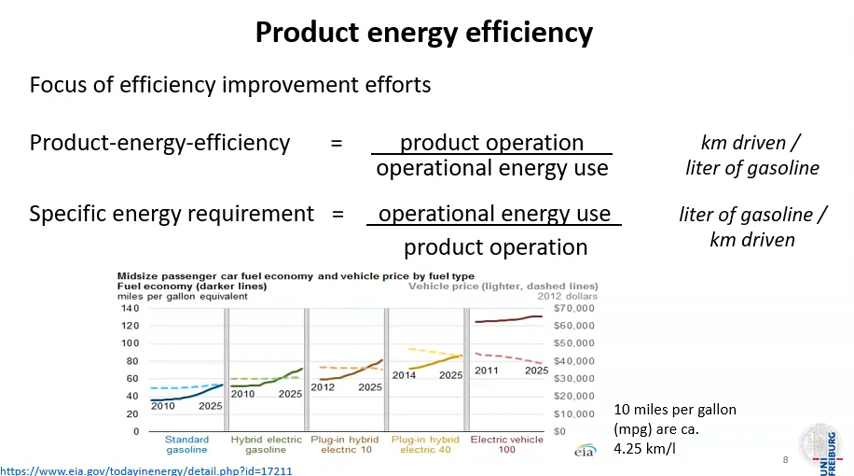 Product energy efficiency
Focus of efficiency improvement efforts
Product-energy-efficiency = product operation km driven /
operational energy use liter of gasoline
Specific energy requirement = operational energy use liter of gasoline /
product operation km driven
Midsize passenger car fuel economy and vehicle price by fuel type
Fuel economy (darker lines) Vehicle price (lighter, dashed lines)
miles per gallon equivalent 2012 dollars
140 $70,000
120 $60,000
100 $50,000
80 $40,000
60 $30,000
40 $20,000
20 $10,000
0 $0
2010 2025 2010 2025 2012 2025 2014 2025 2011 2025
Standard gasoline
Hybrid electric gasoline
Plug-in hybrid electric 10
Plug-in hybrid electric 40
Electric vehicle 100
eia
10 miles per gallon
(mpg) are ca.
4.25 km/l
8
UNI
FREIBURG
https://www.eia.gov/todayinenergy/detail.php?id=17211